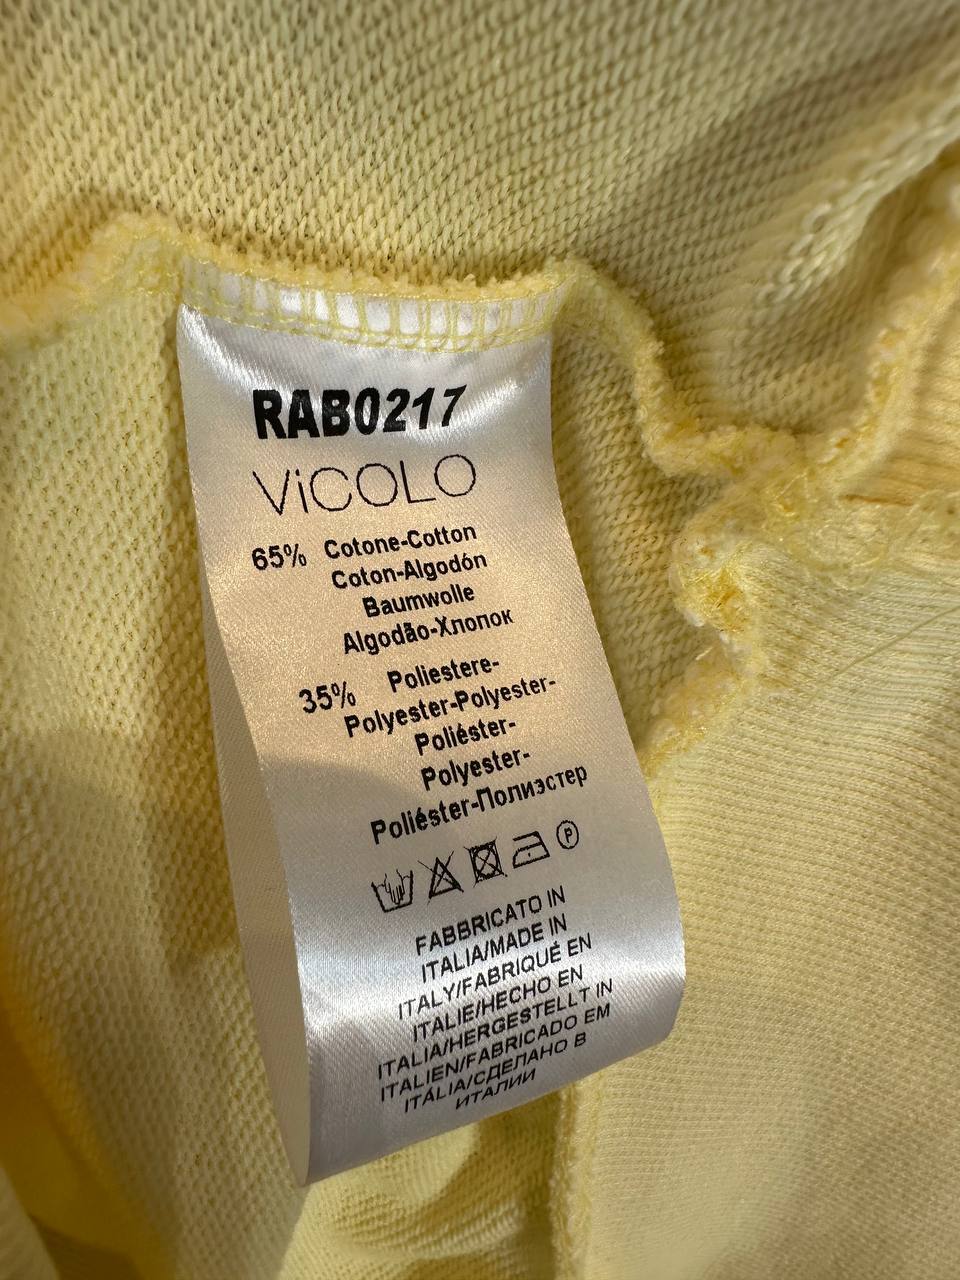 RAB0217
ViCOLO
65% Cotone-Cotton
Coton-Algodón
Baumwolle
Algodão-Хлопок
35% Poliestere-
Polyester-Polyester-
Poliéster-
Polyester-
Poliéster-Полиэстер
P
FABBRICATO IN
ITALIA/MADE IN
ITALY/FABRIQUÉ EN
ITALIE/HECHO EN
ITALIA/HERGESTELLT IN
ITALIEN/FABRICADO EM
ITÁLIA/СДЕЛАНО В
ИТАЛИИ